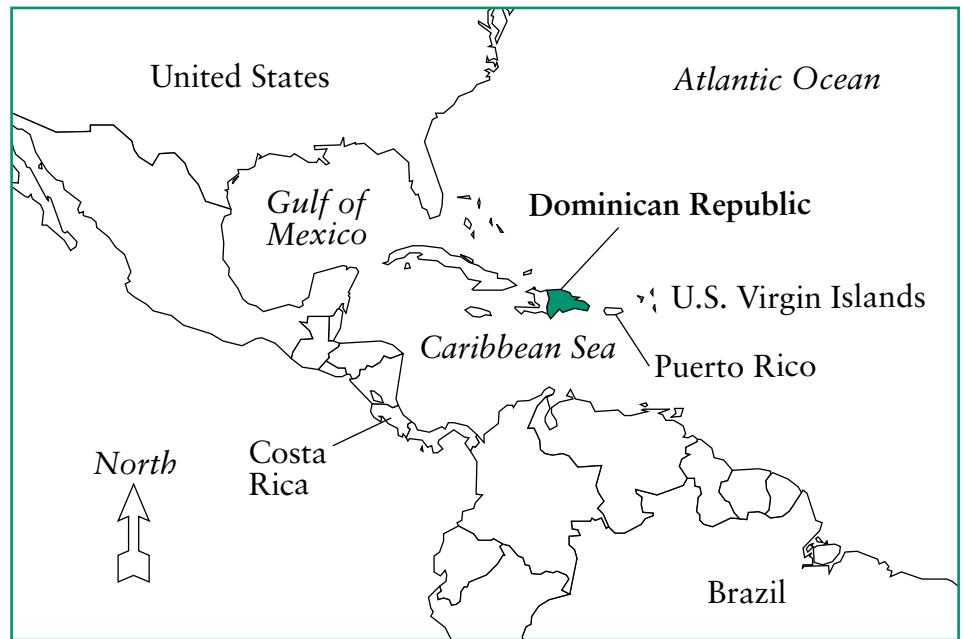 United States
Atlantic Ocean
Gulf of
Mexico
Dominican Republic
U.S. Virgin Islands
Caribbean Sea
Puerto Rico
Costa
Rica
North
Brazil